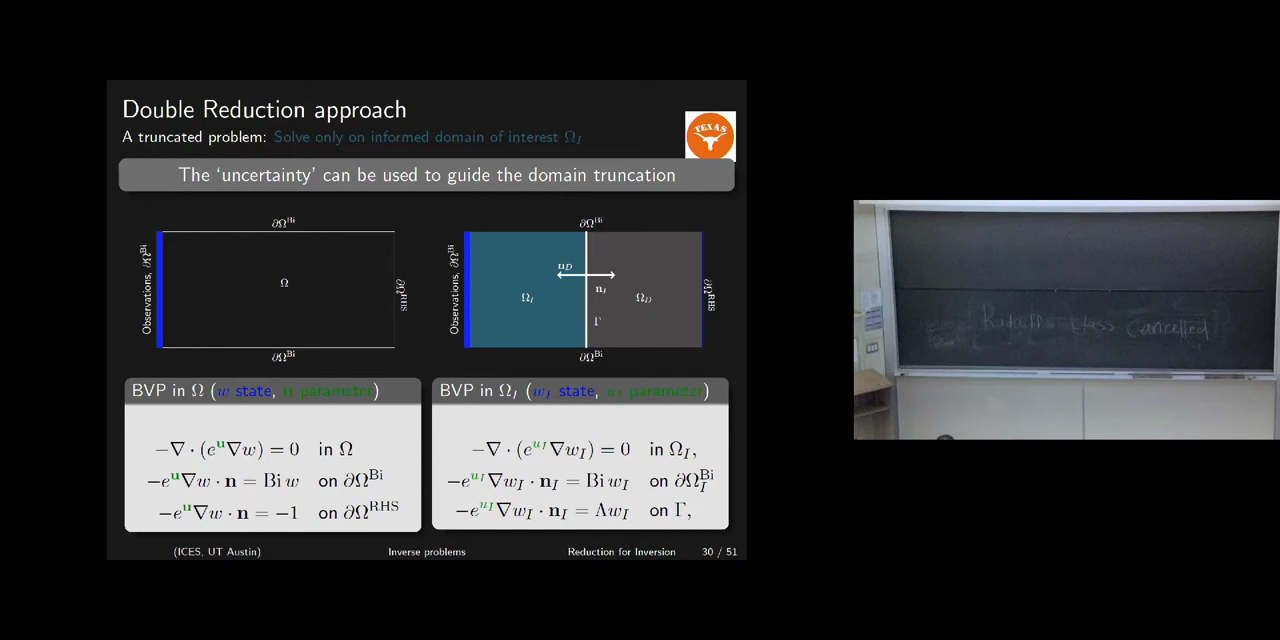 Double Reduction approach
A truncated problem: Solve only on informed domain of interest Ω_I
TEXAS
The ‘uncertainty’ can be used to guide the domain truncation
∂Ω^Bi
Observations, ∂Ω^Bi
Ω
∂Ω^RHS
∂Ω^Bi
∂Ω^Bi
Observations, ∂Ω^Bi
n_D
Ω_I
n_I
Ω_D
Γ
∂Ω^RHS
∂Ω^Bi
BVP in Ω (w state, u parameter)
−∇ · (e^u∇w) = 0 in Ω
−e^u∇w · n = Bi w on ∂Ω^Bi
−e^u∇w · n = −1 on ∂Ω^RHS
BVP in Ω_I (w_I state, u_I parameter)
−∇ · (e^{u_I}∇w_I) = 0 in Ω_I,
−e^{u_I}∇w_I · n_I = Bi w_I on ∂Ω_I^Bi
−e^{u_I}∇w_I · n_I = Λw_I on Γ,
(ICES, UT Austin) Inverse problems Reduction for Inversion 30 / 51
Class Cancelled